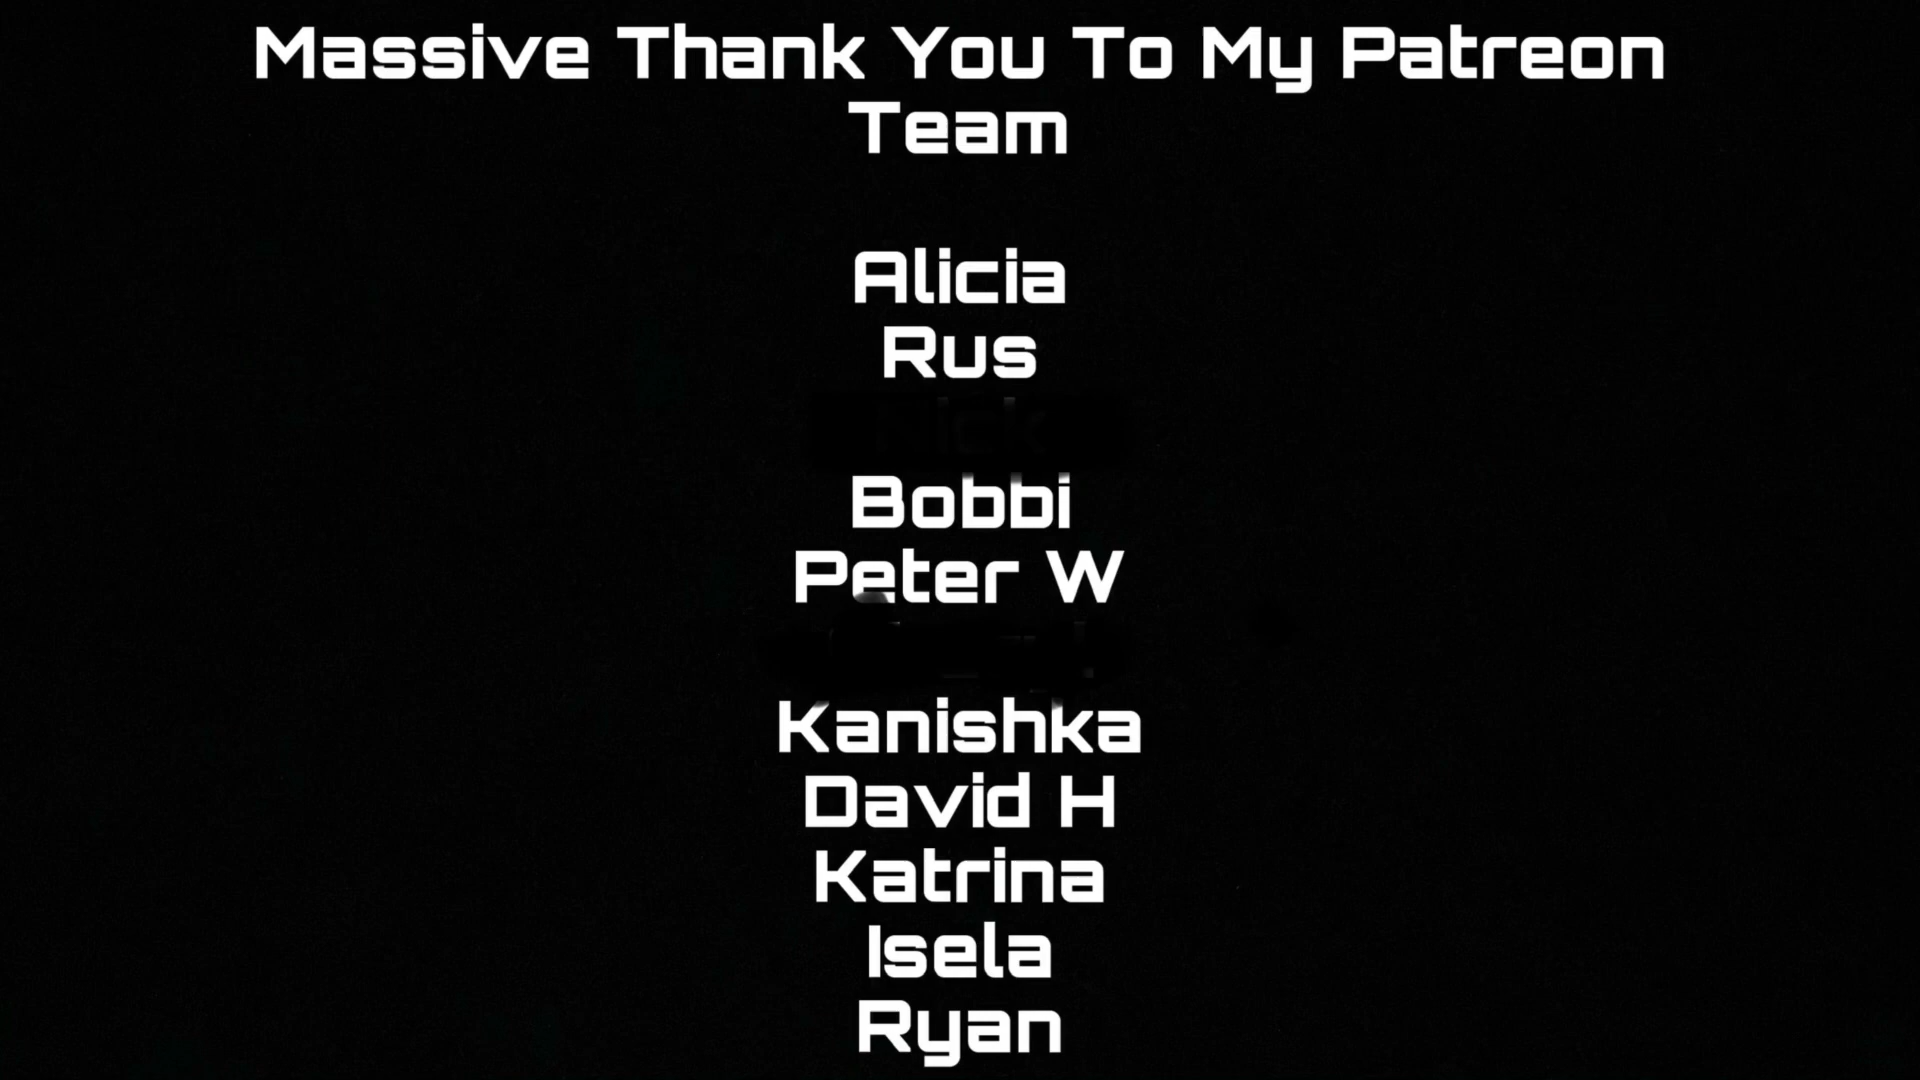 Massive Thank You To My Patreon
Team
Alicia
Rus
Bobbi
Peter W
Kanishka
David H
Katrina
Isela
Ryan